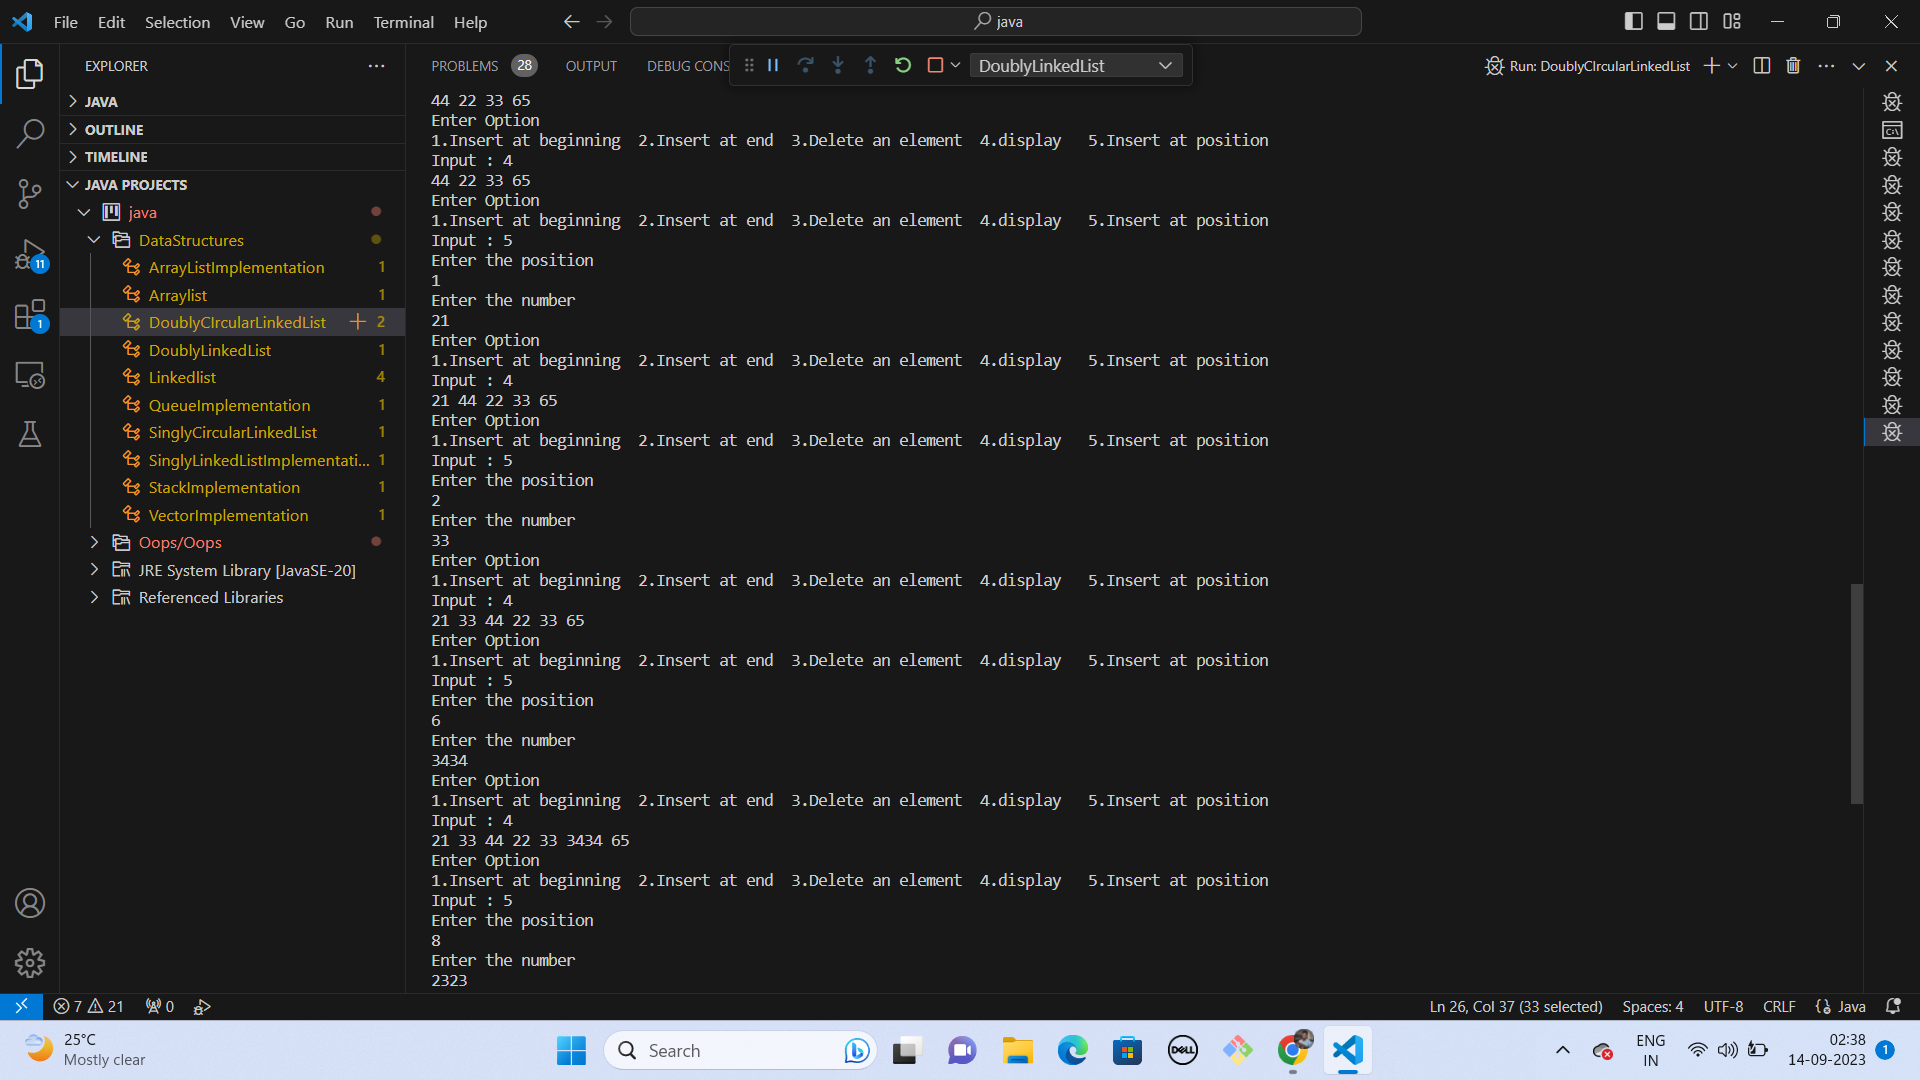 File Edit Selection View Go Run Terminal Help
java
EXPLORER
JAVA
OUTLINE
TIMELINE
JAVA PROJECTS
java
DataStructures
ArrayListImplementation 1
Arraylist 1
DoublyCIrcularLinkedList 2
DoublyLinkedList 1
Linkedlist 4
QueueImplementation 1
SinglyCircularLinkedList 1
SinglyLinkedListImplementati... 1
StackImplementation 1
VectorImplementation 1
Oops/Oops
JRE System Library [JavaSE-20]
Referenced Libraries
11
1
PROBLEMS 28 OUTPUT DEBUG CONS
DoublyLinkedList
Run: DoublyCIrcularLinkedList
44 22 33 65
Enter Option
1.Insert at beginning  2.Insert at end  3.Delete an element  4.display   5.Insert at position
Input : 4
44 22 33 65
Enter Option
1.Insert at beginning  2.Insert at end  3.Delete an element  4.display   5.Insert at position
Input : 5
Enter the position
1
Enter the number
21
Enter Option
1.Insert at beginning  2.Insert at end  3.Delete an element  4.display   5.Insert at position
Input : 4
21 44 22 33 65
Enter Option
1.Insert at beginning  2.Insert at end  3.Delete an element  4.display   5.Insert at position
Input : 5
Enter the position
2
Enter the number
33
Enter Option
1.Insert at beginning  2.Insert at end  3.Delete an element  4.display   5.Insert at position
Input : 4
21 33 44 22 33 65
Enter Option
1.Insert at beginning  2.Insert at end  3.Delete an element  4.display   5.Insert at position
Input : 5
Enter the position
6
Enter the number
3434
Enter Option
1.Insert at beginning  2.Insert at end  3.Delete an element  4.display   5.Insert at position
Input : 4
21 33 44 22 33 3434 65
Enter Option
1.Insert at beginning  2.Insert at end  3.Delete an element  4.display   5.Insert at position
Input : 5
Enter the position
8
Enter the number
2323
7 21 0
Ln 26, Col 37 (33 selected) Spaces: 4 UTF-8 CRLF Java
25°C
Mostly clear
Search
DELL
ENG
IN
02:38
14-09-2023
1